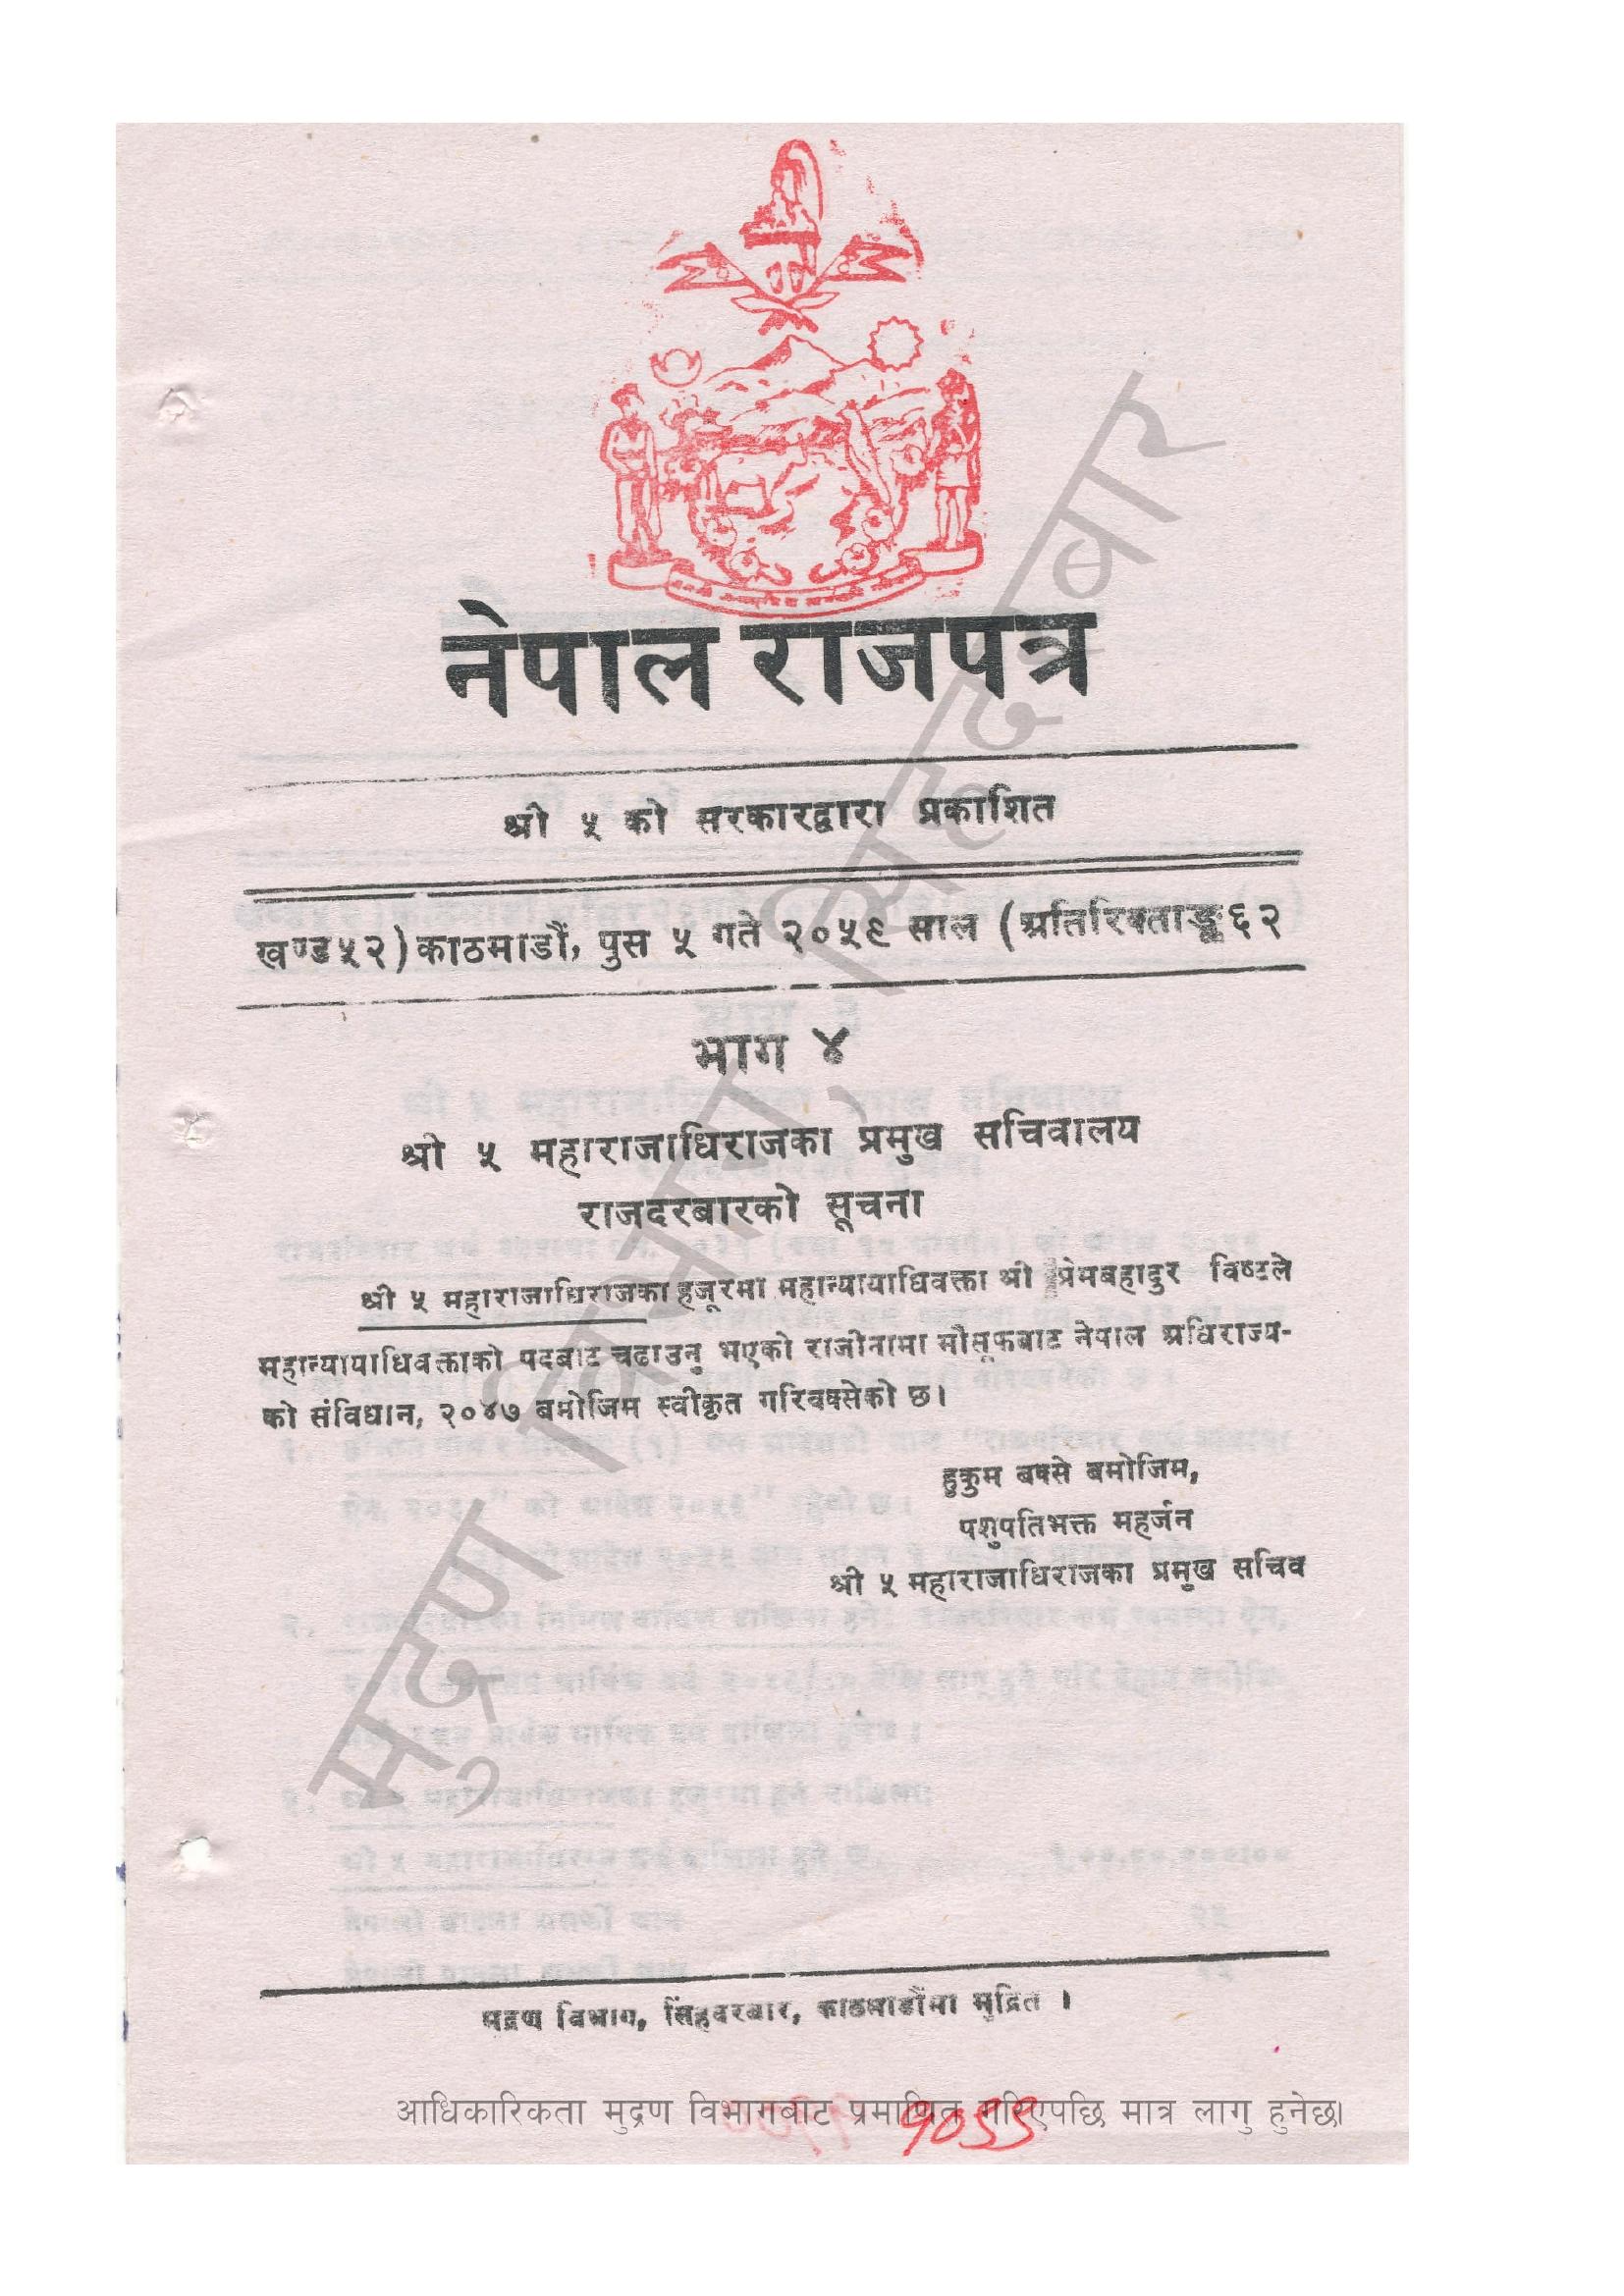 नेपाल राजपत्र
श्री ५ को सरकारद्वारा प्रकाशित
खण्ड ५२) काठमाडौं, पुस ५ गते २०५९ साल (अतिरिक्ताङ्क ६२
भाग ४
श्री ५ महाराजाधिराजका प्रमुख सचिवालय
राजदरबारको सूचना
श्री ५ महाराजाधिराजका हजूरमा महान्यायाधिवक्ता श्री प्रेमबहादुर विष्टले
महान्यायाधिवक्ताको पदबाट चढाउनु भएको राजीनामा मौसूफबाट नेपाल अधिराज्य-
को संविधान, २०४७ बमोजिम स्वीकृत गरिबक्सेको छ।
हुकुम बक्से बमोजिम,
पशुपतिभक्त महर्जन
श्री ५ महाराजाधिराजका प्रमुख सचिव
मुद्रण विभाग, सिंहदरबार, काठमाडौंमा मुद्रित ।
आधिकारिकता मुद्रण विभागबाट प्रमाणित गरिएपछि मात्र लागु हुनेछ।
मुद्रण विभाग, सिंहदरबार